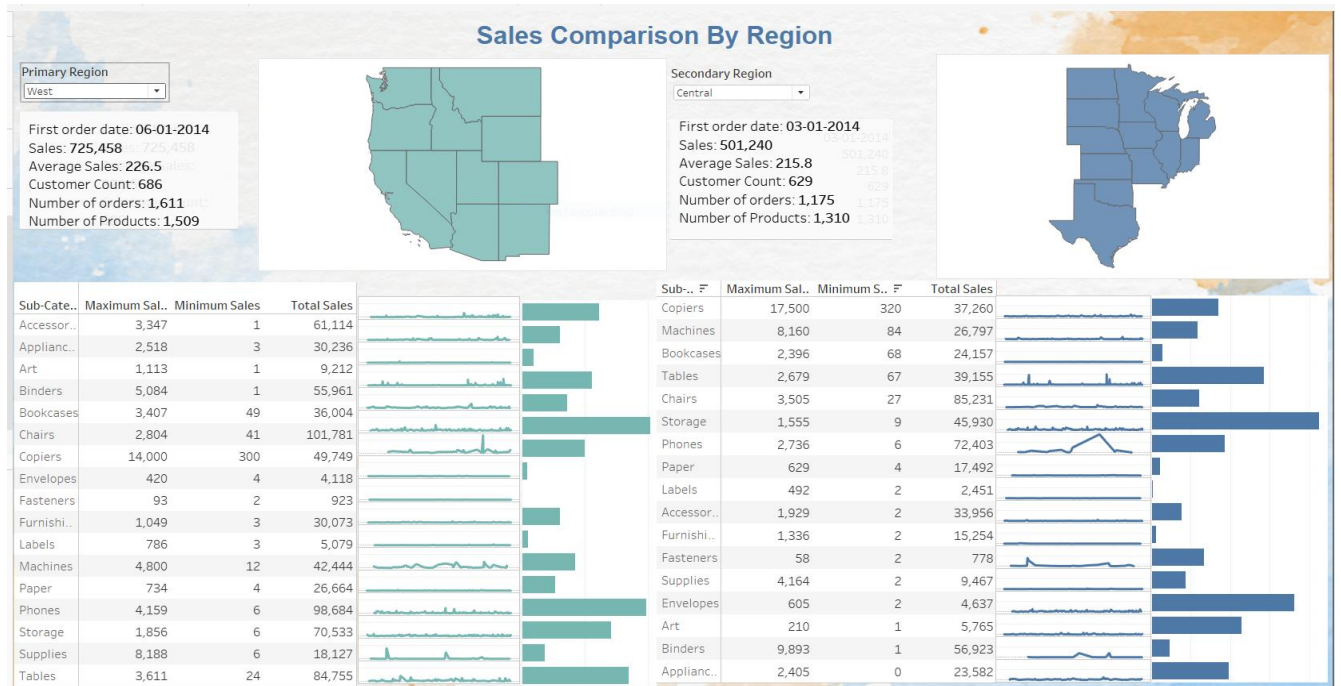 Sales Comparison By Region
Primary Region
West
First order date: 06-01-2014
Sales: 725,458
Average Sales: 226.5
Customer Count: 686
Number of orders: 1,611
Number of Products: 1,509
Secondary Region
Central
First order date: 03-01-2014
Sales: 501,240
Average Sales: 215.8
Customer Count: 629
Number of orders: 1,175
Number of Products: 1,310
Sub-Cate.. Maximum Sal.. Minimum Sales Total Sales
Accessor.. 3,347 1 61,114
Applianc.. 2,518 3 30,236
Art 1,113 1 9,212
Binders 5,084 1 55,961
Bookcases 3,407 49 36,004
Chairs 2,804 41 101,781
Copiers 14,000 300 49,749
Envelopes 420 4 4,118
Fasteners 93 2 923
Furnishi.. 1,049 3 30,073
Labels 786 3 5,079
Machines 4,800 12 42,444
Paper 734 4 26,664
Phones 4,159 6 98,684
Storage 1,856 6 70,533
Supplies 8,188 6 18,127
Tables 3,611 24 84,755
Sub-.. Maximum Sal.. Minimum S.. Total Sales
Copiers 17,500 320 37,260
Machines 8,160 84 26,797
Bookcases 2,396 68 24,157
Tables 2,679 67 39,155
Chairs 3,505 27 85,231
Storage 1,555 9 45,930
Phones 2,736 6 72,403
Paper 629 4 17,492
Labels 492 2 2,451
Accessor.. 1,929 2 33,956
Furnishi.. 1,336 2 15,254
Fasteners 58 2 778
Supplies 4,164 2 9,467
Envelopes 605 2 4,637
Art 210 1 5,765
Binders 9,893 1 56,923
Applianc.. 2,405 0 23,582